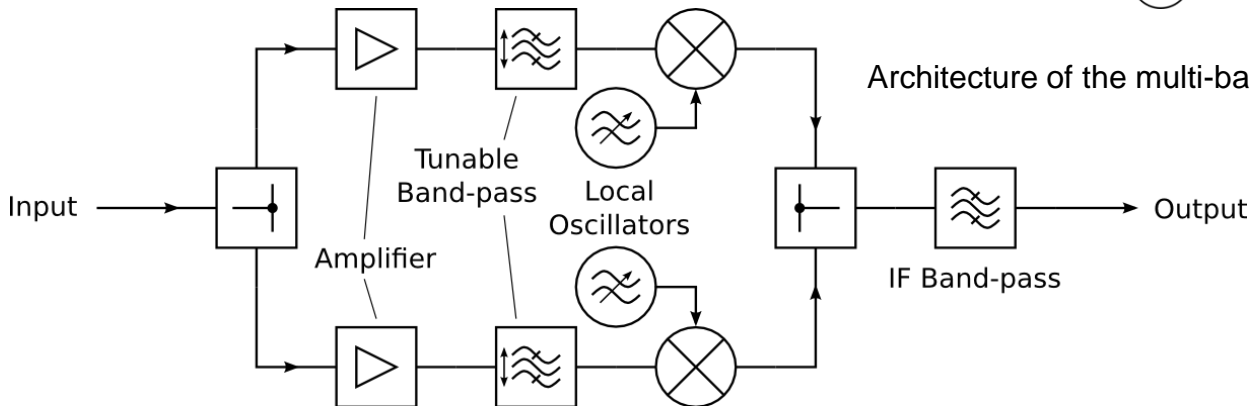 Architecture of the multi-ba
Tunable
Band-pass
Local
Oscillators
Input
Output
Amplifier
IF Band-pass